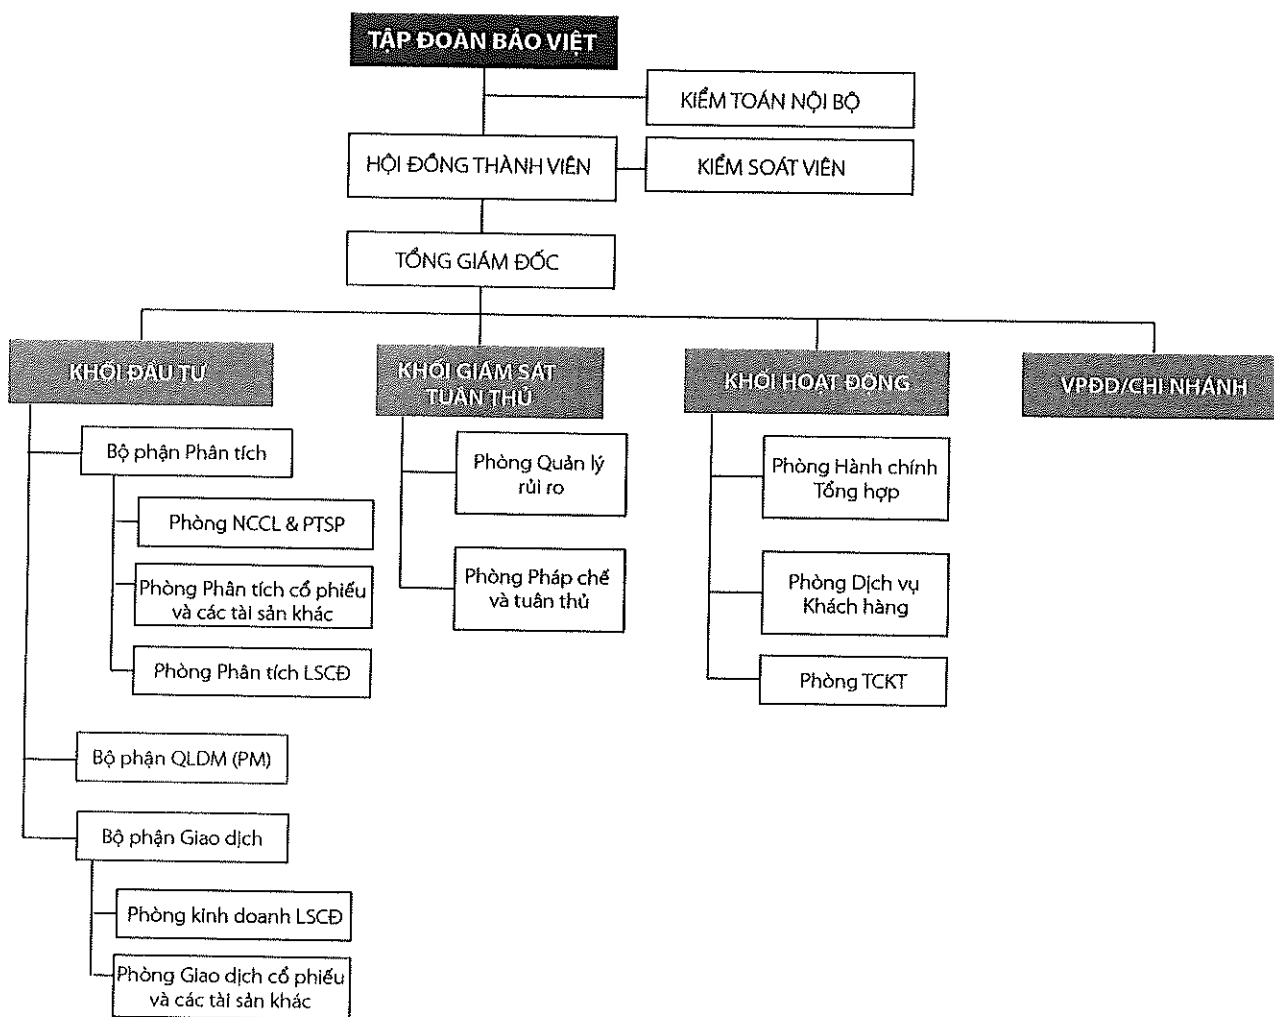 TẬP ĐOÀN BẢO VIỆT
KIỂM TOÁN NỘI BỘ
HỘI ĐỒNG THÀNH VIÊN
KIỂM SOÁT VIÊN
TỔNG GIÁM ĐỐC
KHỐI ĐẦU TƯ
KHỐI GIÁM SÁT
TUÂN THỦ
KHỐI HOẠT ĐỘNG
VPĐD/CHI NHÁNH
Bộ phận Phân tích
Phòng NCCL & PTSP
Phòng Phân tích cổ phiếu
và các tài sản khác
Phòng Phân tích LSCĐ
Bộ phận QLDM (PM)
Bộ phận Giao dịch
Phòng kinh doanh LSCĐ
Phòng Giao dịch cổ phiếu
và các tài sản khác
Phòng Quản lý
rủi ro
Phòng Pháp chế
và tuân thủ
Phòng Hành chính
Tổng hợp
Phòng Dịch vụ
Khách hàng
Phòng TCKT